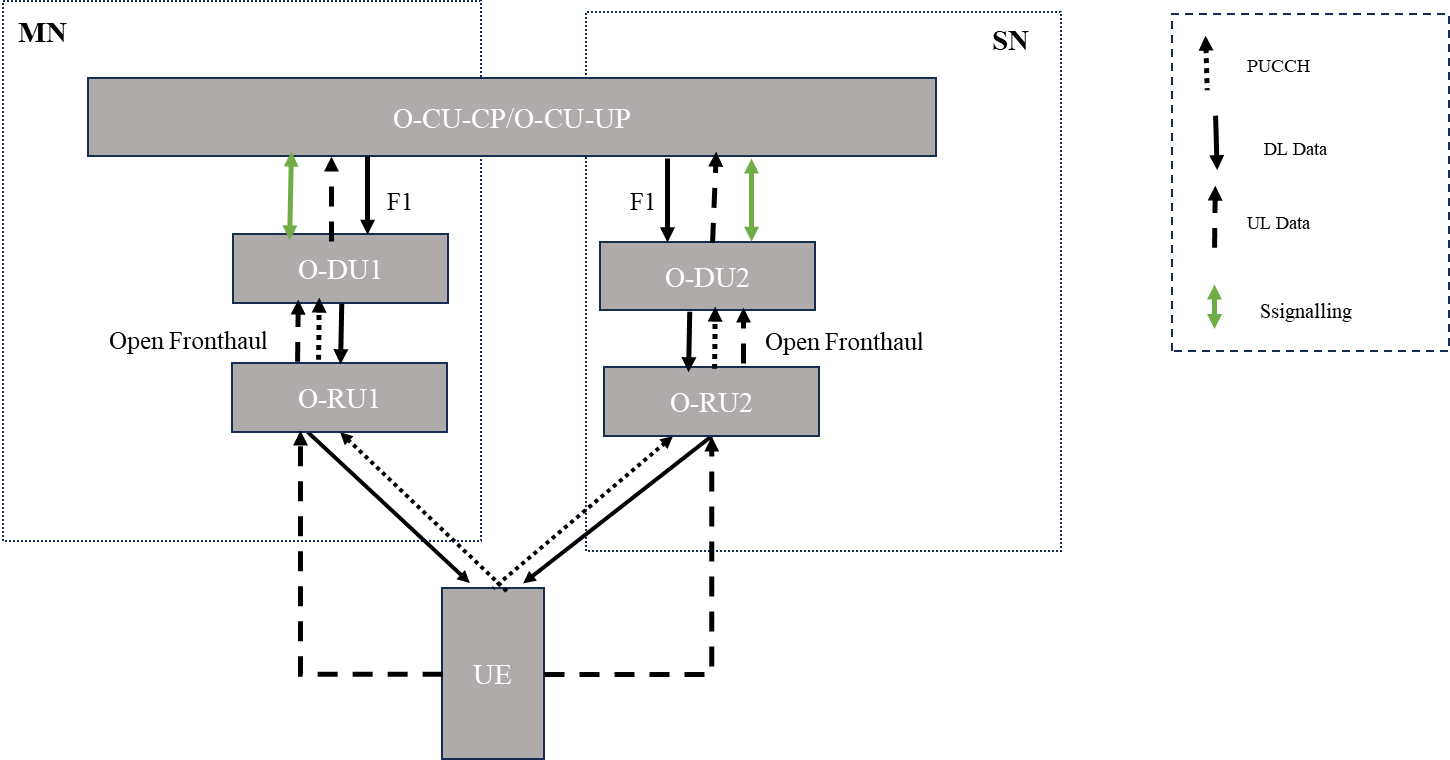 MN
SN
O-CU-CP/O-CU-UP
F1
F1
O-DU1
O-DU2
Open Fronthaul
Open Fronthaul
O-RU1
O-RU2
UE
PUCCH
DL Data
UL Data
Ssignalling